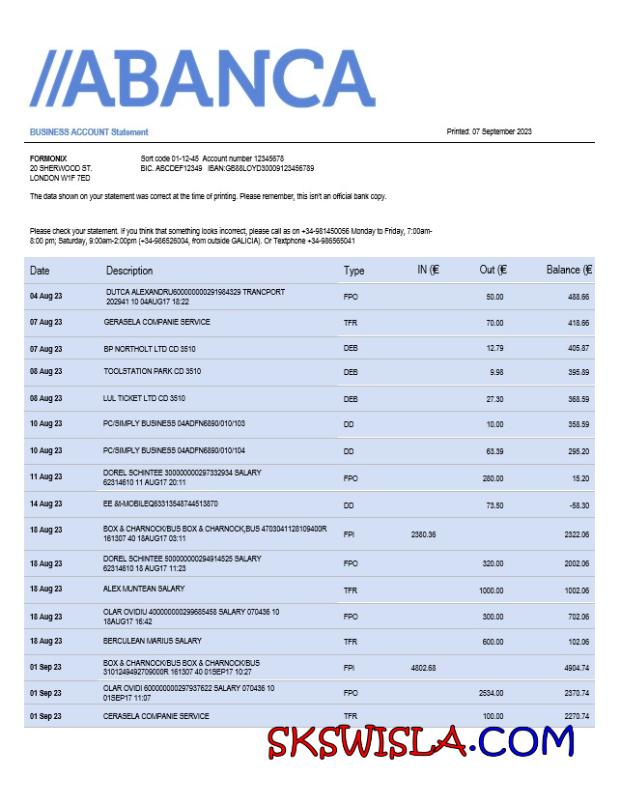 //ABANCA
BUSINESS ACCOUNT Statement
Printed: 07 September 2023
FORMONIX
20 SHERWOOD ST.
LONDON W1F 7ED
Sort code 01-12-45 Account number 12345678
BIC. ABCDEF12349 IBAN:GB88LOYD30009123456789
The data shown on your statement was correct at the time of printing. Please remember, this isn't an official bank copy.
Please check your statement. If you think that something looks incorrect, please call as on +34-981450056 Monday to Friday, 7:00am-
8:00 pm; Saturday, 9:00am-2:00pm (+34-986526034, from outside GALICIA). Or Textphone +34-986565041
Date Description Type IN (€ Out (€ Balance (€
04 Aug 23 DUTCA ALEXANDRU600000000291984329 TRANCPORT
202941 10 04AUG17 18:22 FPO 50.00 488.66
07 Aug 23 GERASELA COMPANIE SERVICE TFR 70.00 418.66
07 Aug 23 BP NORTHOLT LTD CD 3510 DEB 12.79 405.87
08 Aug 23 TOOLSTATION PARK CD 3510 DEB 9.98 395.89
08 Aug 23 LUL TICKET LTD CD 3510 DEB 27.30 368.59
10 Aug 23 PC/SIMPLY BUSINESS 04ADFN6890/010/103 DD 10.00 358.59
10 Aug 23 PC/SIMPLY BUSINESS 04ADFN6890/010/104 DD 63.39 295.20
11 Aug 23 DOREL SCHINTEE 300000000297332934 SALARY
62314610 11 AUG17 20:11 FPO 280.00 15.20
14 Aug 23 EE &t-MOBILEQ63313548744513870 DD 73.50 -58.30
18 Aug 23 BOX & CHARNOCK/BUS BOX & CHARNOCK,BUS 4703041128109400R
161307 40 18AUG17 03:11 FPI 2380.36 2322.06
18 Aug 23 DOREL SCHINTEE 500000000294914525 SALARY
62314610 18 AUG17 11:23 FPO 320.00 2002.06
18 Aug 23 ALEX MUNTEAN SALARY TFR 1000.00 1002.06
18 Aug 23 OLAR OVIDIU 400000000299685458 SALARY 070436 10
18AUG17 16:42 FPO 300.00 702.06
18 Aug 23 BERCULEAN MARIUS SALARY TFR 600.00 102.06
01 Sep 23 BOX & CHARNOCK/BUS BOX & CHARNOCK/BUS
3101249492709000R 161307 40 01SEP17 10:27 FPI 4802.68 4904.74
01 Sep 23 OLAR OVIDI 600000000297937622 SALARY 070436 10
01SEP17 11:07 FPO 2534.00 2370.74
01 Sep 23 CERASELA COMPANIE SERVICE TFR 100.00 2270.74
SKSWISLA.COM